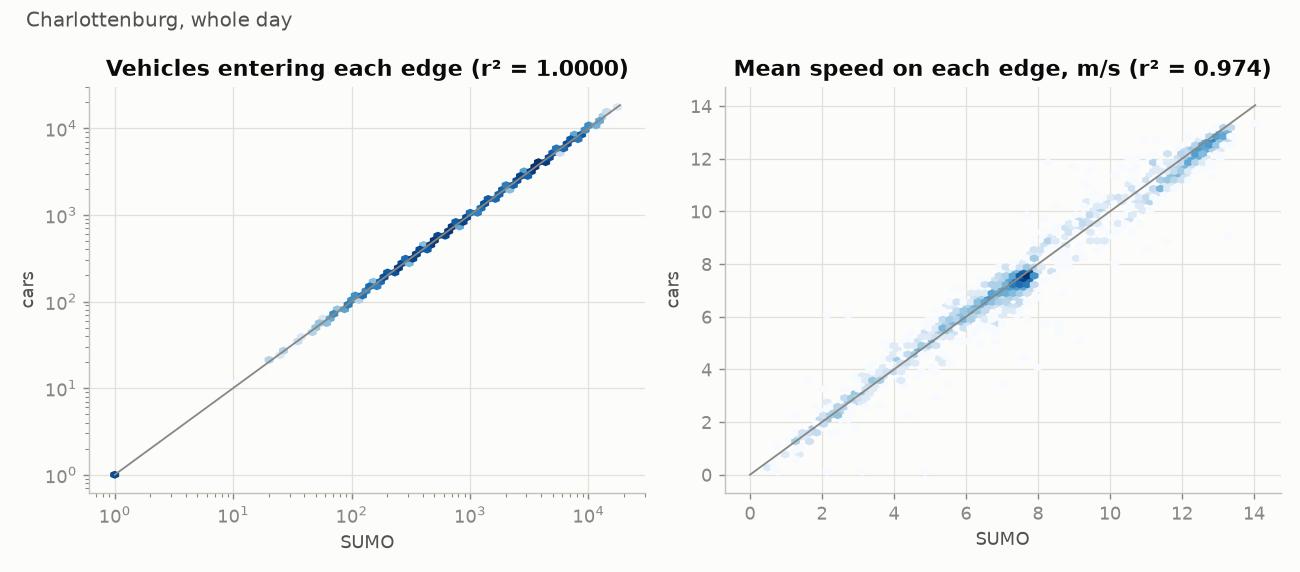 Charlottenburg, whole day
Vehicles entering each edge (r² = 1.0000)
10⁴
10³
10²
10¹
10⁰
cars
10⁰ 10¹ 10² 10³ 10⁴
SUMO
Mean speed on each edge, m/s (r² = 0.974)
14
12
10
8
6
4
2
0
cars
0 2 4 6 8 10 12 14
SUMO